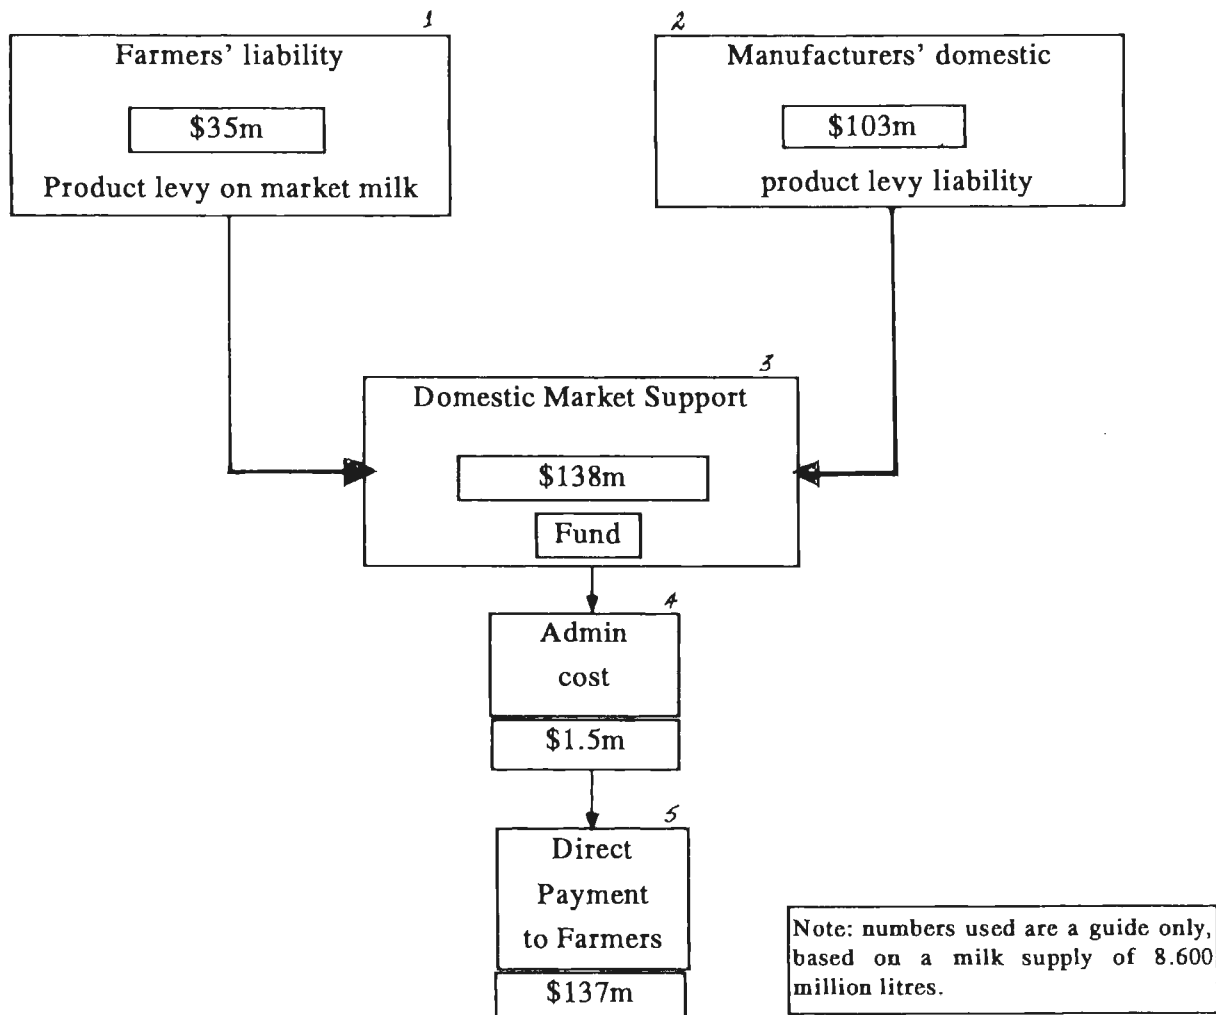 1
Farmers' liability
$35m
Product levy on market milk
2
Manufacturers' domestic
$103m
product levy liability
3
Domestic Market Support
$138m
Fund
4
Admin
cost
$1.5m
5
Direct
Payment
to Farmers
$137m
Note: numbers used are a guide only,
based on a milk supply of 8.600
million litres.